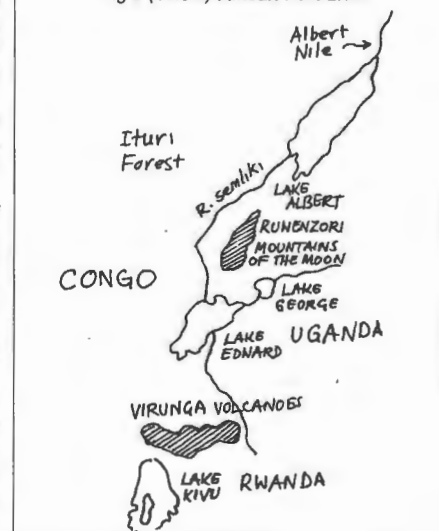 Albert
Nile
Ituri
Forest
R. Semliki
LAKE
ALBERT
RUWENZORI
MOUNTAINS
OF THE MOON
CONGO
LAKE
GEORGE
LAKE
EDWARD
UGANDA
VIRUNGA VOLCANOES
LAKE
KIVU
RWANDA